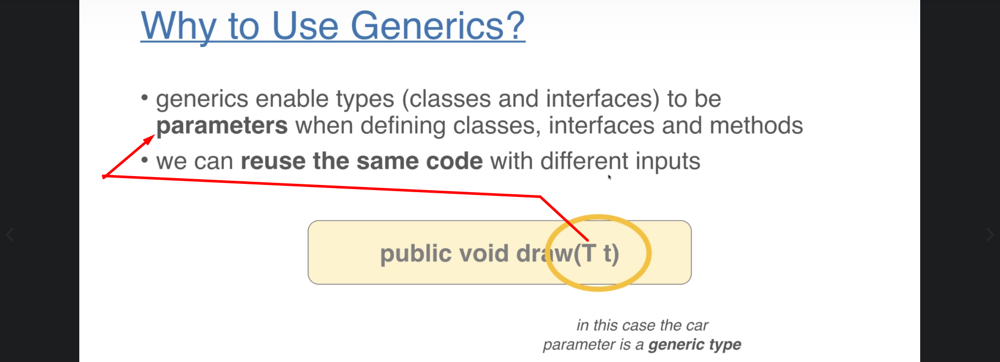 Why to Use Generics?
• generics enable types (classes and interfaces) to be
parameters when defining classes, interfaces and methods
• we can reuse the same code with different inputs
public void draw(T t)
in this case the car
parameter is a generic type